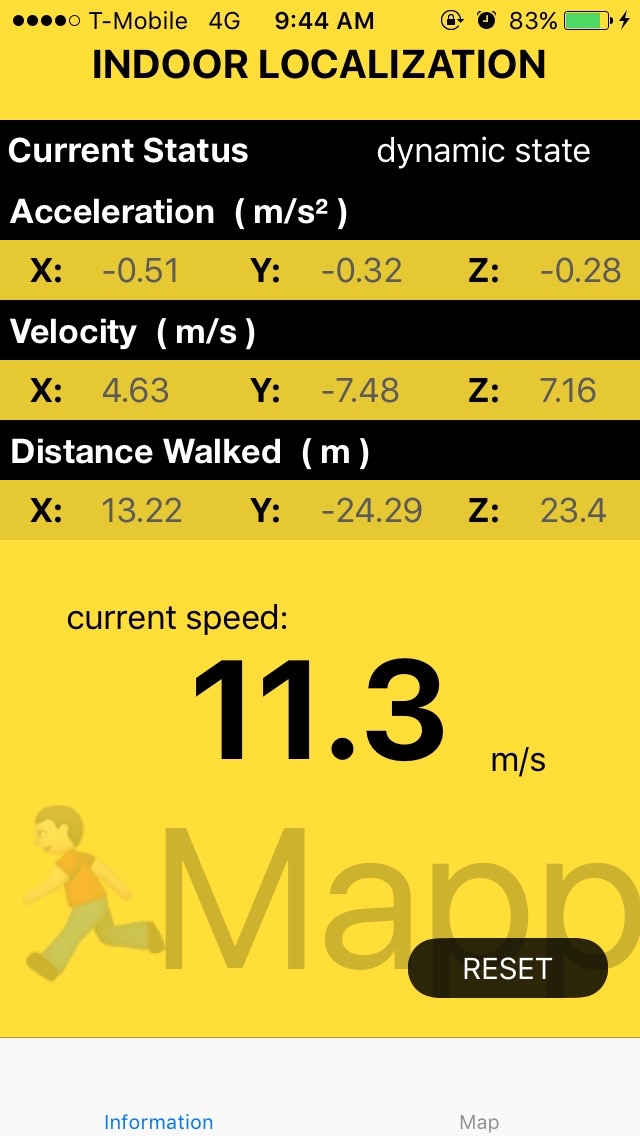 T-Mobile 4G 9:44 AM 83%
INDOOR LOCALIZATION
Current Status dynamic state
Acceleration ( m/s² )
X: -0.51 Y: -0.32 Z: -0.28
Velocity ( m/s )
X: 4.63 Y: -7.48 Z: 7.16
Distance Walked ( m )
X: 13.22 Y: -24.29 Z: 23.4
current speed:
11.3 m/s
Mapp
RESET
Information Map